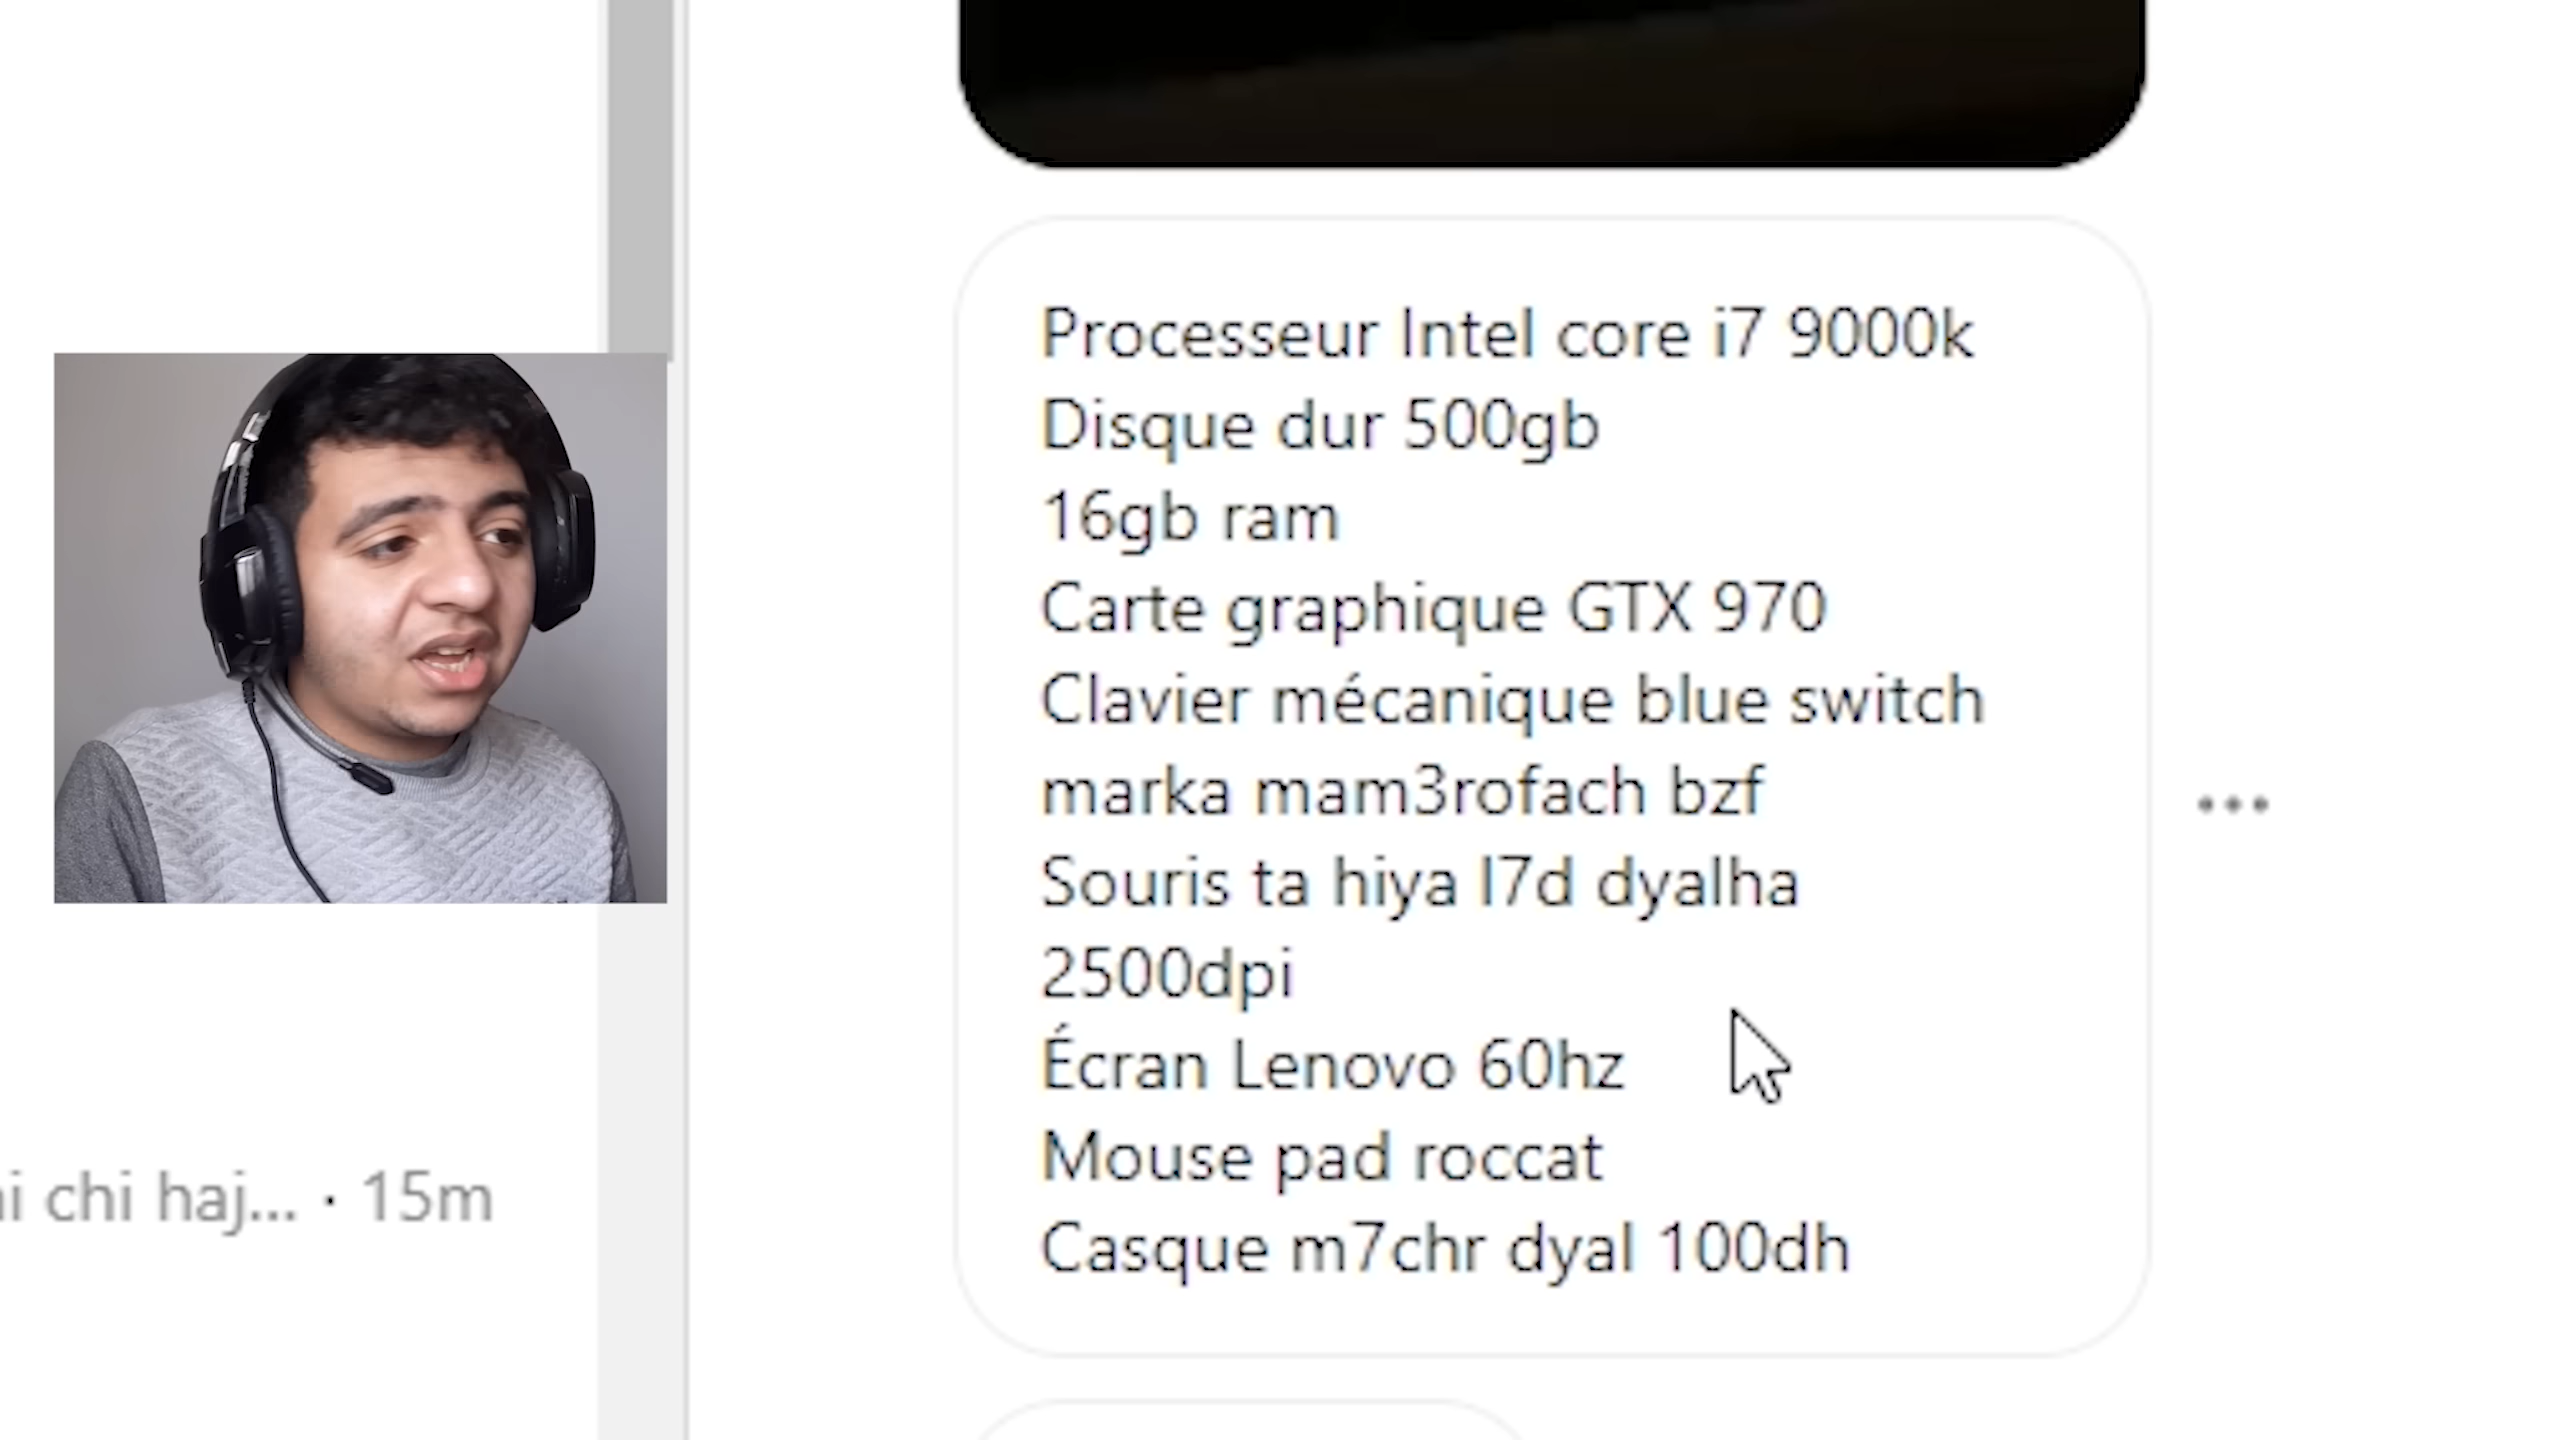 Processeur Intel core i7 9000k
Disque dur 500gb
16gb ram
Carte graphique GTX 970
Clavier mécanique blue switch
marka mam3rofach bzf
Souris ta hiya l7d dyalha
2500dpi
Écran Lenovo 60hz
Mouse pad roccat
Casque m7chr dyal 100dh
chi haj... · 15m